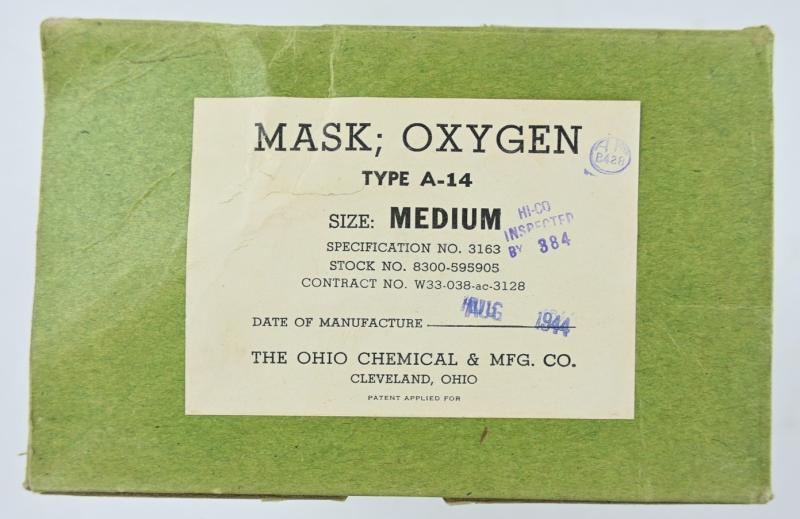 MASK; OXYGEN
B428
TYPE A-14
SIZE: MEDIUM
HI-CO
INSPECTED
BY 384
SPECIFICATION NO. 3163
STOCK NO. 8300-595905
CONTRACT NO. W33-038-ac-3128
DATE OF MANUFACTURE AUG 1944
THE OHIO CHEMICAL & MFG. CO.
CLEVELAND, OHIO
PATENT APPLIED FOR